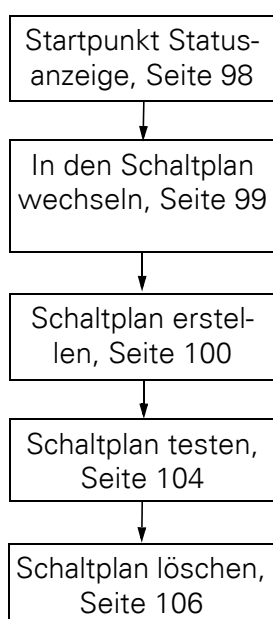 Startpunkt Status-
anzeige, Seite 98
In den Schaltplan
wechseln, Seite 99
Schaltplan erstel-
len, Seite 100
Schaltplan testen,
Seite 104
Schaltplan löschen,
Seite 106